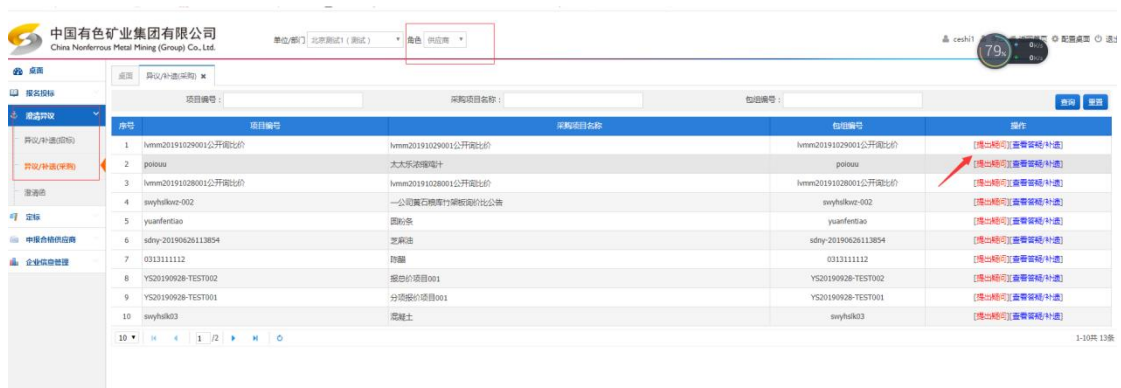 中国有色矿业集团有限公司
China Nonferrous Metal Mining (Group) Co., Ltd.
单位/部门 北京测试1（测试） 角色 供应商
ceshi1 配置桌面 退出
79%
0K/s
0K/s
桌面
报名投标
澄清异议
异议/补遗(招标)
异议/补遗(采购)
澄清函
定标
申报合格供应商
企业信息管理
桌面 异议/补遗(采购)
项目编号： 采购项目名称： 包组编号： 查询 重置
序号 项目编号 采购项目名称 包组编号 操作
1 lvmm20191029001公开询比价 lvmm20191029001公开询比价 lvmm20191029001公开询比价 [提出疑问][查看答疑/补遗]
2 poiouu 太太乐浓缩鸡汁 poiouu [提出疑问][查看答疑/补遗]
3 lvmm20191028001公开询比价 lvmm20191028001公开询比价 lvmm20191028001公开询比价 [提出疑问][查看答疑/补遗]
4 swyhslkwz-002 一公司黄石粮库竹架板询价比公告 swyhslkwz-002 [提出疑问][查看答疑/补遗]
5 yuanfentiao 圆粉条 yuanfentiao [提出疑问][查看答疑/补遗]
6 sdny-20190626113854 芝麻油 sdny-20190626113854 [提出疑问][查看答疑/补遗]
7 0313111112 陈醋 0313111112 [提出疑问][查看答疑/补遗]
8 YS20190928-TEST002 报总价项目001 YS20190928-TEST002 [提出疑问][查看答疑/补遗]
9 YS20190928-TEST001 分项报价项目001 YS20190928-TEST001 [提出疑问][查看答疑/补遗]
10 swyhslk03 混凝土 swyhslk03 [提出疑问][查看答疑/补遗]
10 1 /2 1-10共 13条